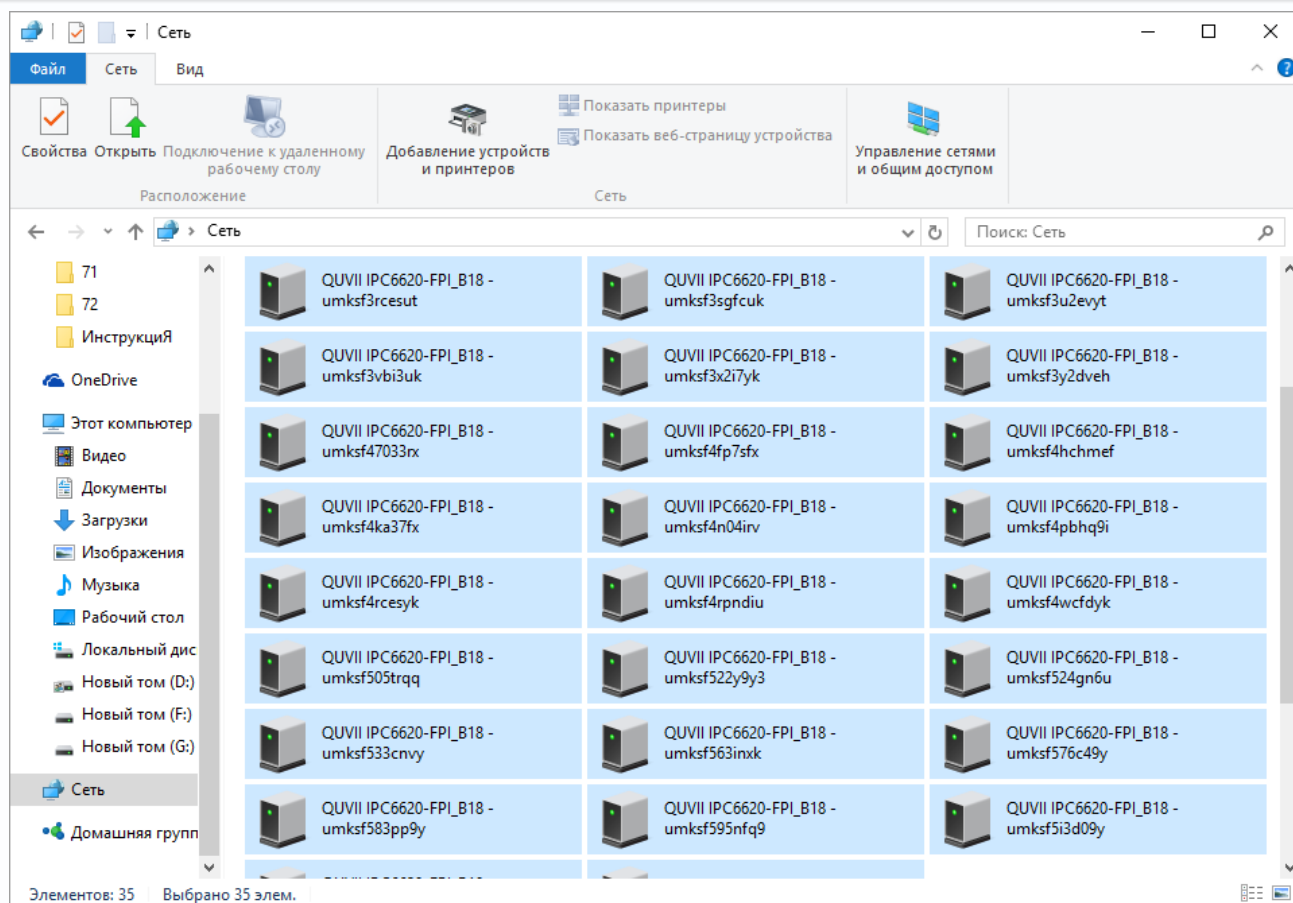 Сеть
Файл
Сеть
Вид
Свойства
Открыть
Подключение к удаленному
рабочему столу
Расположение
Добавление устройств
и принтеров
Показать принтеры
Показать веб-страницу устройства
Сеть
Управление сетями
и общим доступом
Сеть
Поиск: Сеть
71
72
ИнструкциЯ
OneDrive
Этот компьютер
Видео
Документы
Загрузки
Изображения
Музыка
Рабочий стол
Локальный дис
Новый том (D:)
Новый том (F:)
Новый том (G:)
Сеть
Домашняя групп
QUVII IPC6620-FPI_B18 -
umksf3rcesut
QUVII IPC6620-FPI_B18 -
umksf3sgfcuk
QUVII IPC6620-FPI_B18 -
umksf3u2evyt
QUVII IPC6620-FPI_B18 -
umksf3vbi3uk
QUVII IPC6620-FPI_B18 -
umksf3x2i7yk
QUVII IPC6620-FPI_B18 -
umksf3y2dveh
QUVII IPC6620-FPI_B18 -
umksf47033rx
QUVII IPC6620-FPI_B18 -
umksf4fp7sfx
QUVII IPC6620-FPI_B18 -
umksf4hchmef
QUVII IPC6620-FPI_B18 -
umksf4ka37fx
QUVII IPC6620-FPI_B18 -
umksf4n04irv
QUVII IPC6620-FPI_B18 -
umksf4pbhq9i
QUVII IPC6620-FPI_B18 -
umksf4rcesyk
QUVII IPC6620-FPI_B18 -
umksf4rpndiu
QUVII IPC6620-FPI_B18 -
umksf4wcfdyk
QUVII IPC6620-FPI_B18 -
umksf505trqq
QUVII IPC6620-FPI_B18 -
umksf522y9y3
QUVII IPC6620-FPI_B18 -
umksf524gn6u
QUVII IPC6620-FPI_B18 -
umksf533cnvy
QUVII IPC6620-FPI_B18 -
umksf563inxk
QUVII IPC6620-FPI_B18 -
umksf576c49y
QUVII IPC6620-FPI_B18 -
umksf583pp9y
QUVII IPC6620-FPI_B18 -
umksf595nfq9
QUVII IPC6620-FPI_B18 -
umksf5i3d09y
Элементов: 35
Выбрано 35 элем.